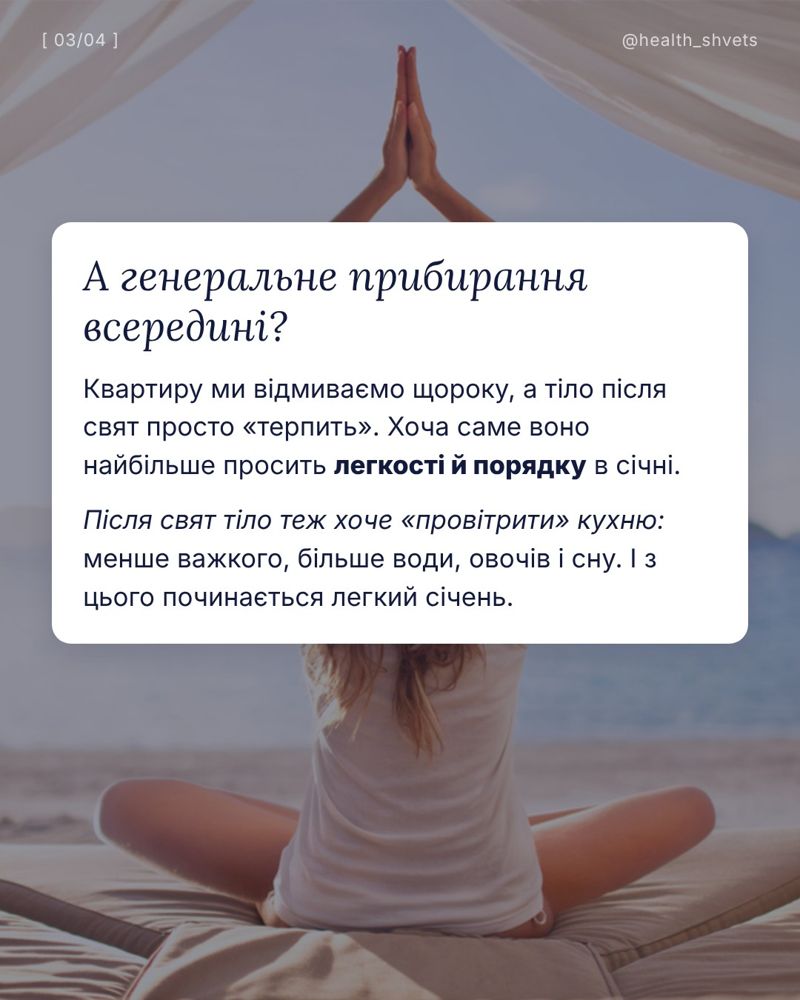 [ 03/04 ]
@health_shvets
А генеральне прибирання
всередині?
Квартиру ми відмиваємо щороку, а тіло після
свят просто «терпить». Хоча саме воно
найбільше просить легкості й порядку в січні.
Після свят тіло теж хоче «провітрити» кухню:
менше важкого, більше води, овочів і сну. І з
цього починається легкий січень.